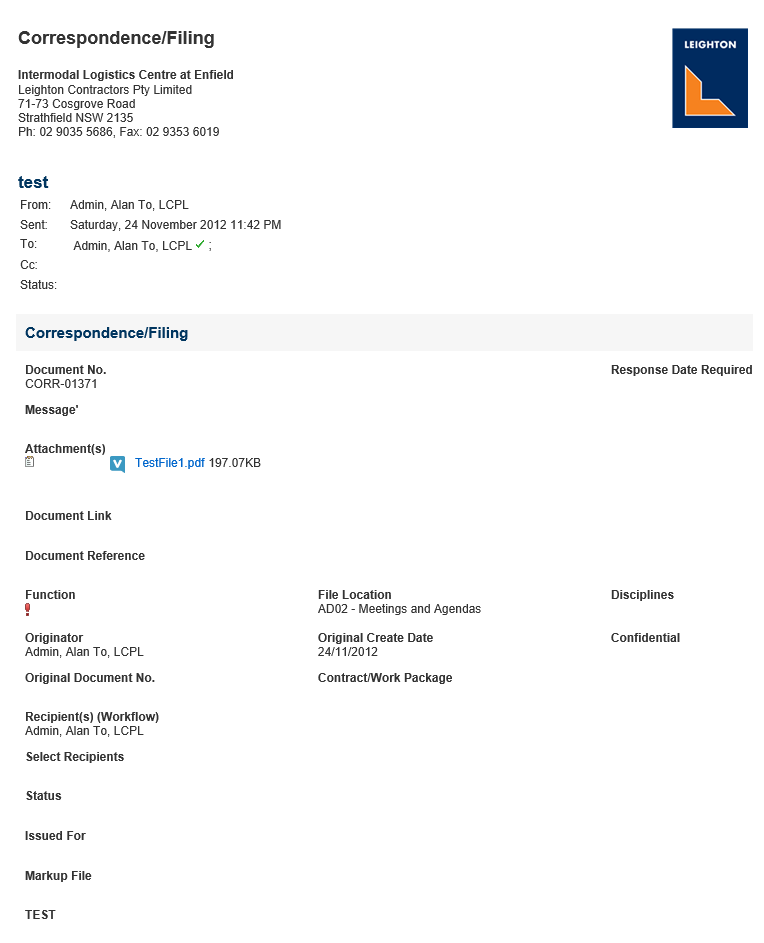 Correspondence/Filing
LEIGHTON
Intermodal Logistics Centre at Enfield
Leighton Contractors Pty Limited
71-73 Cosgrove Road
Strathfield NSW 2135
Ph: 02 9035 5686, Fax: 02 9353 6019
test
From: Admin, Alan To, LCPL
Sent: Saturday, 24 November 2012 11:42 PM
To: Admin, Alan To, LCPL ✓ ;
Cc:
Status:
Correspondence/Filing
Document No. Response Date Required
CORR-01371
Message'
Attachment(s)
V TestFile1.pdf 197.07KB
Document Link
Document Reference
Function File Location Disciplines
AD02 - Meetings and Agendas
Originator Original Create Date Confidential
Admin, Alan To, LCPL 24/11/2012
Original Document No. Contract/Work Package
Recipient(s) (Workflow)
Admin, Alan To, LCPL
Select Recipients
Status
Issued For
Markup File
TEST